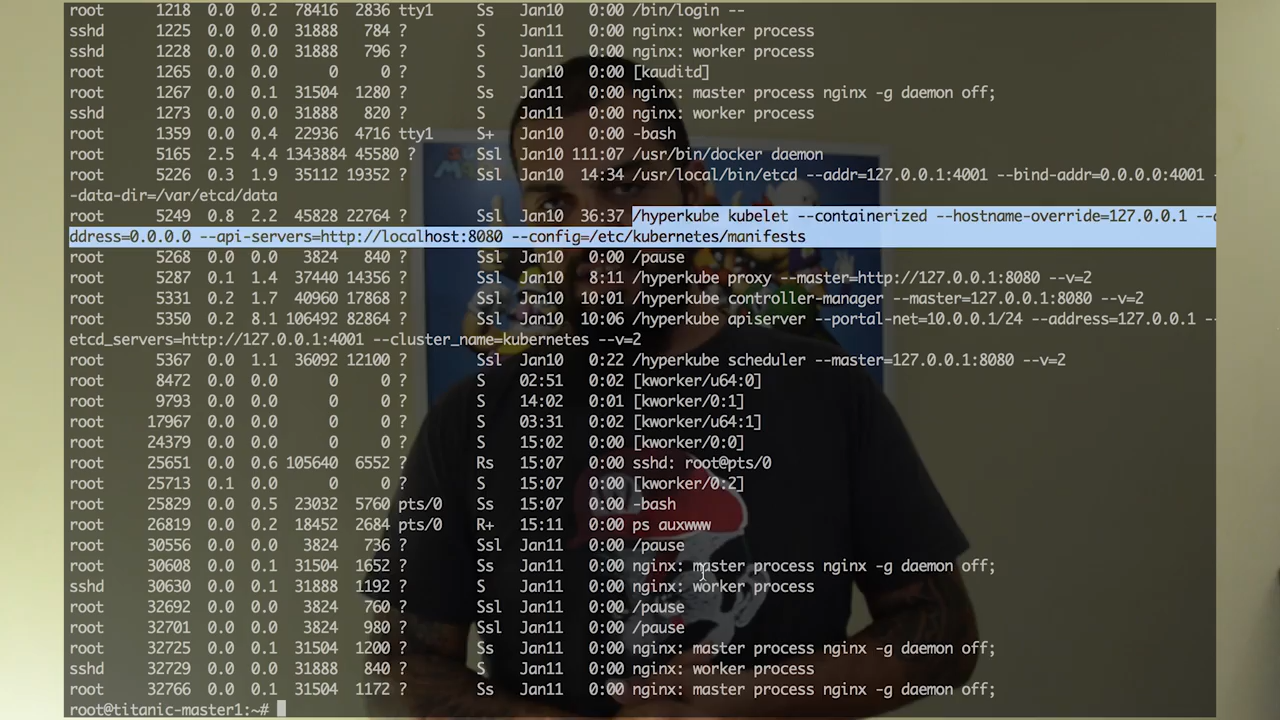 root 1218 0.0 0.2 78416 2836 tty1 Ss Jan10 0:00 /bin/login --
sshd 1225 0.0 0.0 31888 784 ? S Jan11 0:00 nginx: worker process
sshd 1228 0.0 0.0 31888 796 ? S Jan11 0:00 nginx: worker process
root 1265 0.0 0.0 0 0 ? S Jan10 0:00 [kauditd]
root 1267 0.0 0.1 31504 1280 ? Ss Jan11 0:00 nginx: master process nginx -g daemon off;
sshd 1273 0.0 0.0 31888 820 ? S Jan11 0:00 nginx: worker process
root 1359 0.0 0.4 22936 4716 tty1 S+ Jan10 0:00 -bash
root 5165 2.5 4.4 1343884 45580 ? Ssl Jan10 111:07 /usr/bin/docker daemon
root 5226 0.3 1.9 35112 19352 ? Ssl Jan10 14:34 /usr/local/bin/etcd --addr=127.0.0.1:4001 --bind-addr=0.0.0.0:4001 -
-data-dir=/var/etcd/data
root 5249 0.8 2.2 45828 22764 ? Ssl Jan10 36:37 /hyperkube kubelet --containerized --hostname-override=127.0.0.1 --a
ddress=0.0.0.0 --api-servers=http://localhost:8080 --config=/etc/kubernetes/manifests
root 5268 0.0 0.0 3824 840 ? Ssl Jan10 0:00 /pause
root 5287 0.1 1.4 37440 14356 ? Ssl Jan10 8:11 /hyperkube proxy --master=http://127.0.0.1:8080 --v=2
root 5331 0.2 1.7 40960 17868 ? Ssl Jan10 10:01 /hyperkube controller-manager --master=127.0.0.1:8080 --v=2
root 5350 0.2 8.1 106492 82864 ? Ssl Jan10 10:06 /hyperkube apiserver --portal-net=10.0.0.1/24 --address=127.0.0.1 --
etcd_servers=http://127.0.0.1:4001 --cluster_name=kubernetes --v=2
root 5367 0.0 1.1 36092 12100 ? Ssl Jan10 0:22 /hyperkube scheduler --master=127.0.0.1:8080 --v=2
root 8472 0.0 0.0 0 0 ? S 02:51 0:02 [kworker/u64:0]
root 9793 0.0 0.0 0 0 ? S 14:02 0:01 [kworker/0:1]
root 17967 0.0 0.0 0 0 ? S 03:31 0:02 [kworker/u64:1]
root 24379 0.0 0.0 0 0 ? S 15:02 0:00 [kworker/0:0]
root 25651 0.0 0.6 105640 6552 ? Rs 15:07 0:00 sshd: root@pts/0
root 25713 0.1 0.0 0 0 ? S 15:07 0:00 [kworker/0:2]
root 25829 0.0 0.5 23032 5760 pts/0 Ss 15:07 0:00 -bash
root 26819 0.0 0.2 18452 2684 pts/0 R+ 15:11 0:00 ps auxwww
root 30556 0.0 0.0 3824 736 ? Ssl Jan11 0:00 /pause
root 30608 0.0 0.1 31504 1652 ? Ss Jan11 0:00 nginx: master process nginx -g daemon off;
sshd 30630 0.0 0.1 31888 1192 ? S Jan11 0:00 nginx: worker process
root 32692 0.0 0.0 3824 760 ? Ssl Jan11 0:00 /pause
root 32701 0.0 0.0 3824 980 ? Ssl Jan11 0:00 /pause
root 32725 0.0 0.1 31504 1200 ? Ss Jan11 0:00 nginx: master process nginx -g daemon off;
sshd 32729 0.0 0.0 31888 840 ? S Jan11 0:00 nginx: worker process
root 32766 0.0 0.1 31504 1172 ? Ss Jan11 0:00 nginx: master process nginx -g daemon off;
root@titanic-master1:~#